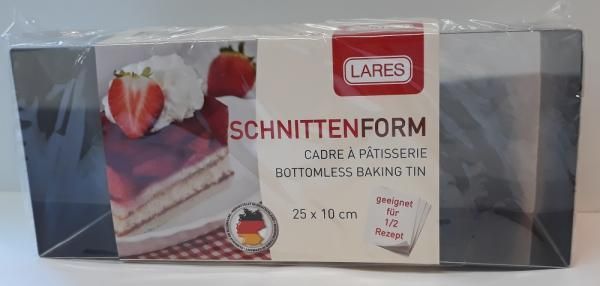 LARES
SCHNITTENFORM
CADRE À PÂTISSERIE
BOTTOMLESS BAKING TIN
25 x 10 cm
geeignet
für
1/2
Rezept